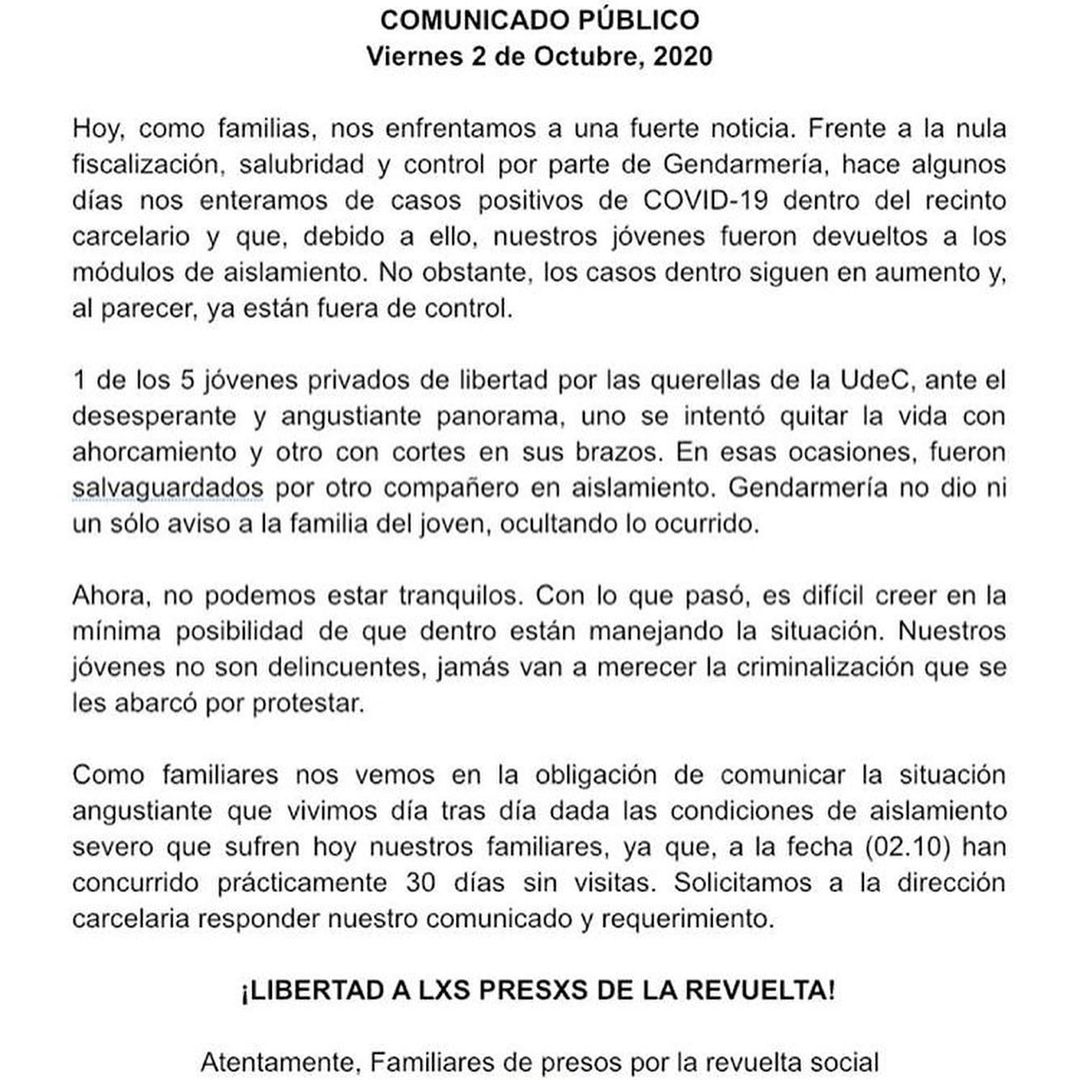 COMUNICADO PÚBLICO
Viernes 2 de Octubre, 2020
Hoy, como familias, nos enfrentamos a una fuerte noticia. Frente a la nula
fiscalización, salubridad y control por parte de Gendarmería, hace algunos
días nos enteramos de casos positivos de COVID-19 dentro del recinto
carcelario y que, debido a ello, nuestros jóvenes fueron devueltos a los
módulos de aislamiento. No obstante, los casos dentro siguen en aumento y,
al parecer, ya están fuera de control.
1 de los 5 jóvenes privados de libertad por las querellas de la UdeC, ante el
desesperante y angustiante panorama, uno se intentó quitar la vida con
ahorcamiento y otro con cortes en sus brazos. En esas ocasiones, fueron
salvaguardados por otro compañero en aislamiento. Gendarmería no dio ni
un sólo aviso a la familia del joven, ocultando lo ocurrido.
Ahora, no podemos estar tranquilos. Con lo que pasó, es difícil creer en la
mínima posibilidad de que dentro están manejando la situación. Nuestros
jóvenes no son delincuentes, jamás van a merecer la criminalización que se
les abarcó por protestar.
Como familiares nos vemos en la obligación de comunicar la situación
angustiante que vivimos día tras día dada las condiciones de aislamiento
severo que sufren hoy nuestros familiares, ya que, a la fecha (02.10) han
concurrido prácticamente 30 días sin visitas. Solicitamos a la dirección
carcelaria responder nuestro comunicado y requerimiento.
¡LIBERTAD A LXS PRESXS DE LA REVUELTA!
Atentamente, Familiares de presos por la revuelta social